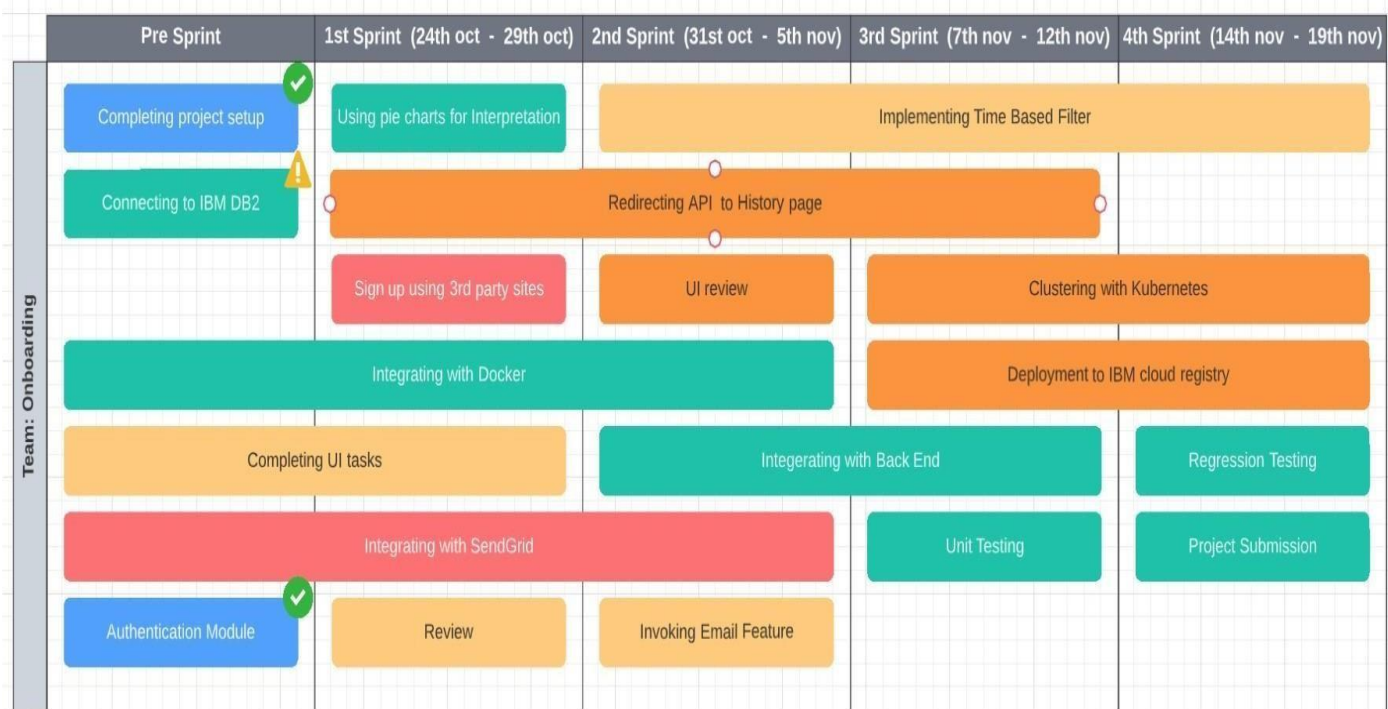 Pre Sprint
1st Sprint (24th oct - 29th oct)
2nd Sprint (31st oct - 5th nov)
3rd Sprint (7th nov - 12th nov)
4th Sprint (14th nov - 19th nov)
Team: Onboarding
Completing project setup
Using pie charts for Interpretation
Implementing Time Based Filter
Connecting to IBM DB2
Redirecting API to History page
Sign up using 3rd party sites
UI review
Clustering with Kubernetes
Integrating with Docker
Deployment to IBM cloud registry
Completing UI tasks
Integerating with Back End
Regression Testing
Integrating with SendGrid
Unit Testing
Project Submission
Authentication Module
Review
Invoking Email Feature